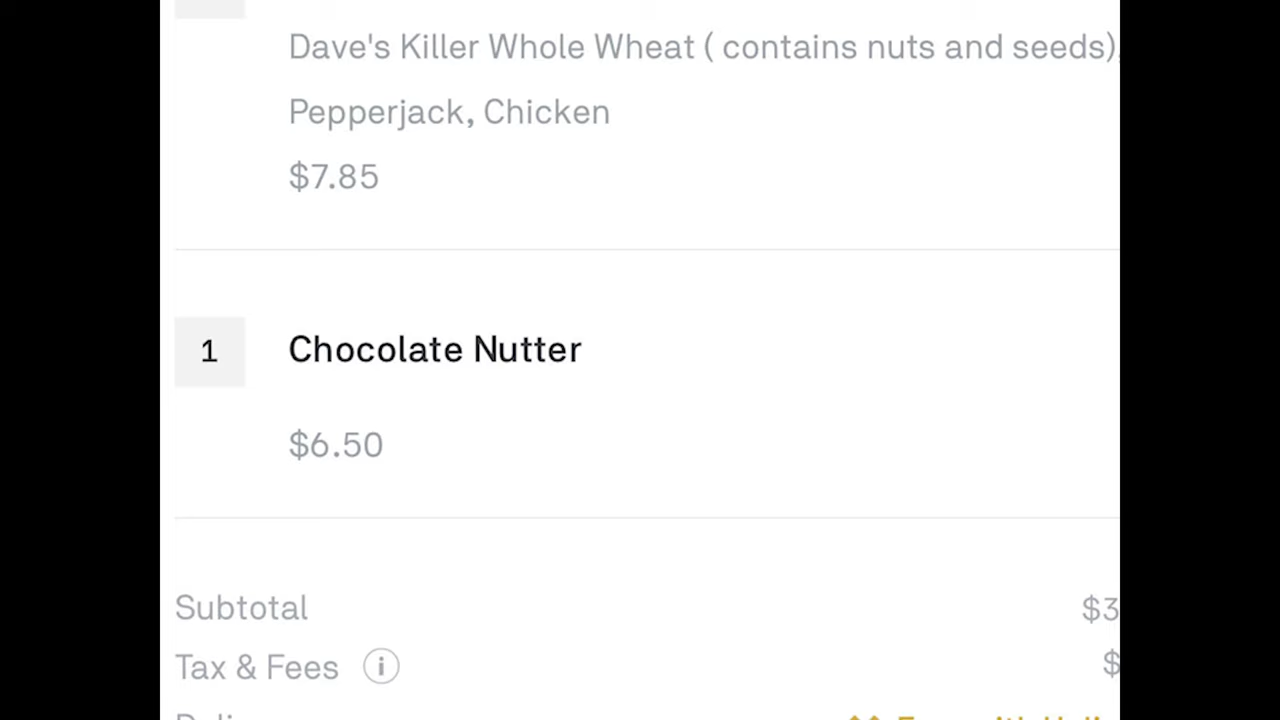 Dave's Killer Whole Wheat ( contains nuts and seeds),
Pepperjack, Chicken
$7.85
1 Chocolate Nutter
$6.50
Subtotal $3
Tax & Fees i $